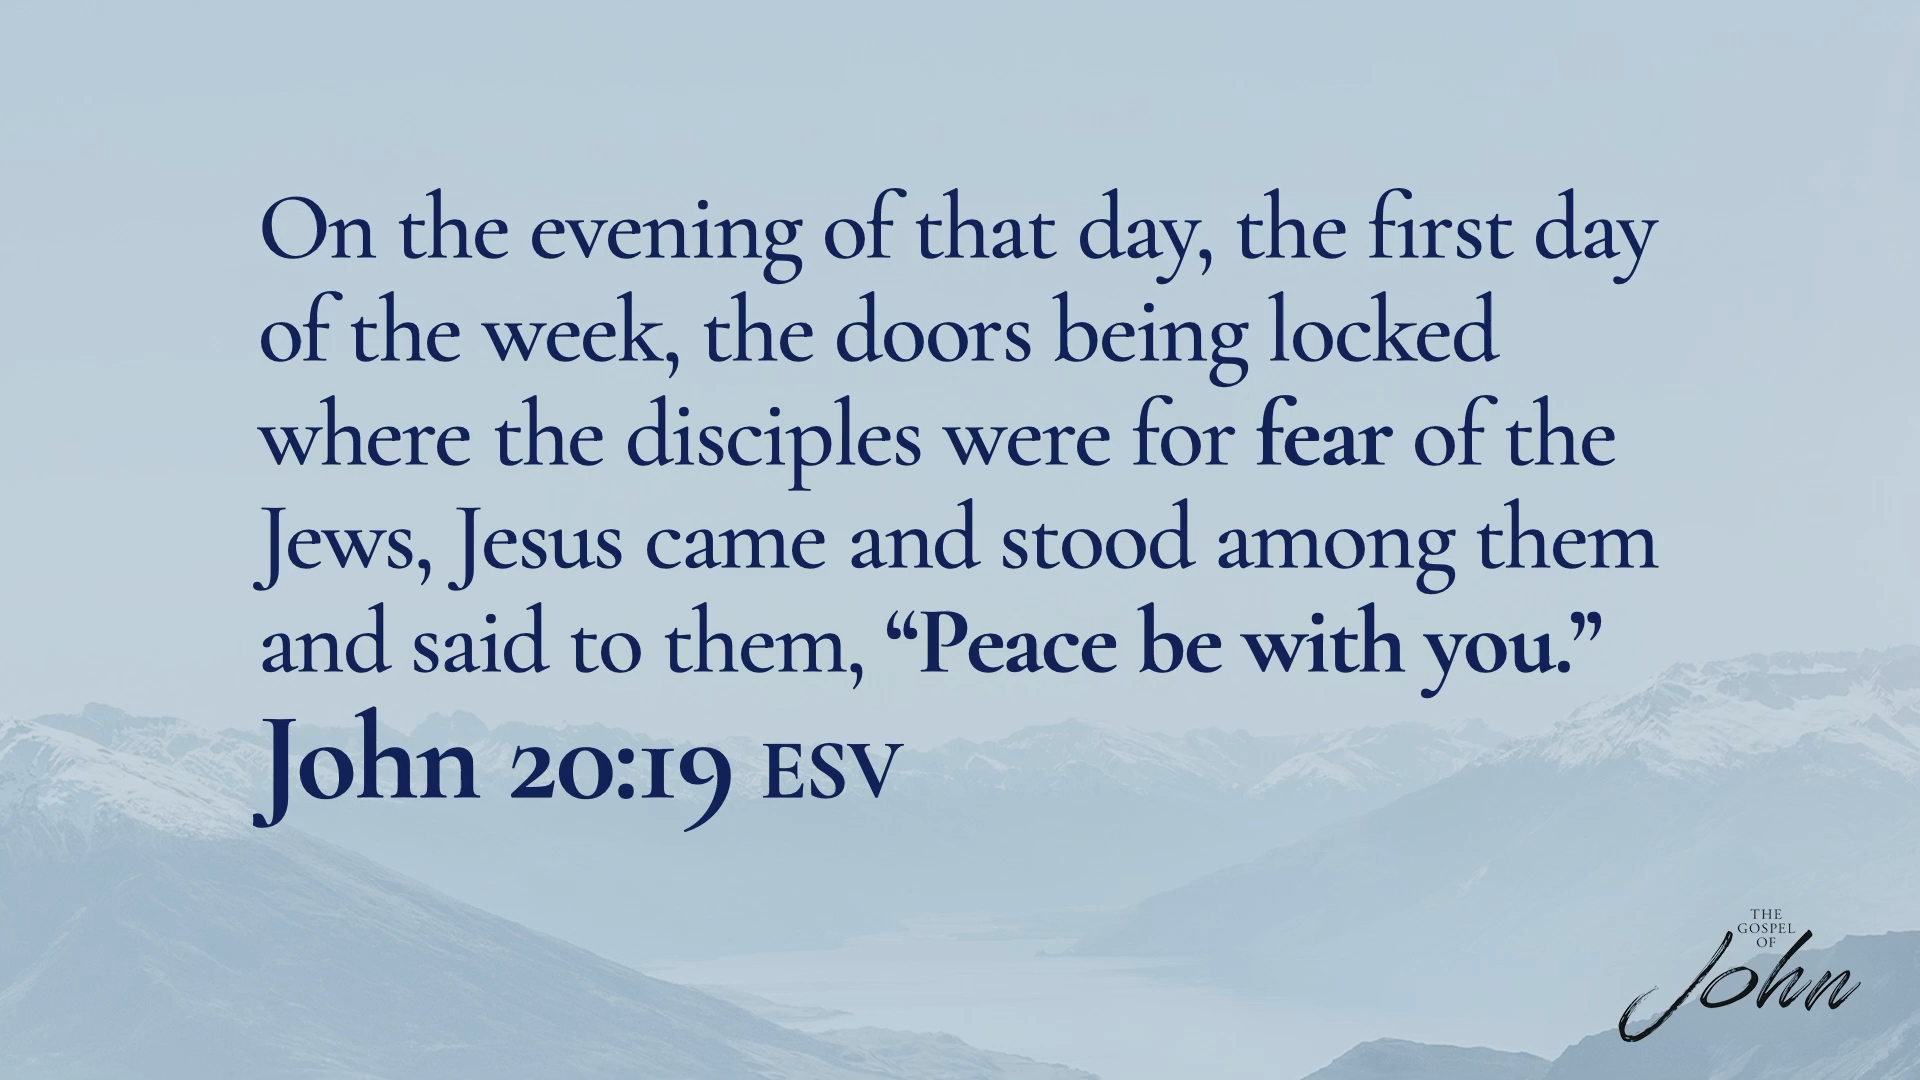 On the evening of that day, the first day
of the week, the doors being locked
where the disciples were for fear of the
Jews, Jesus came and stood among them
and said to them, “Peace be with you.”
John 20:19 ESV
THE
GOSPEL
OF
John